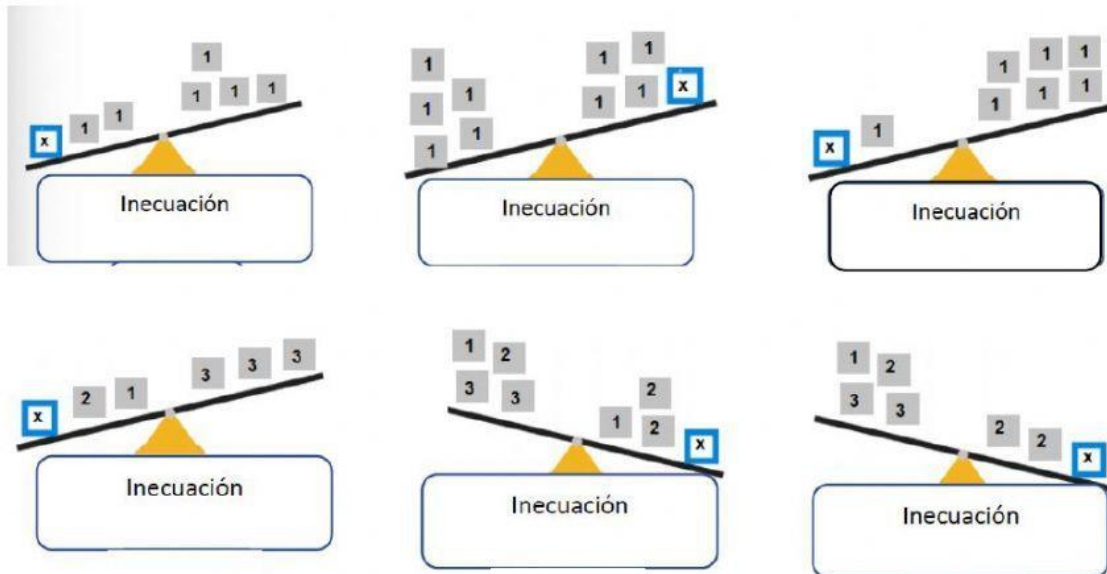 1
x 1 1 1 1 1
Inecuación
1 1 1
1 1 1 1 x
1 1
Inecuación
1 1 1
x 1 1 1 1
Inecuación
x 2 1 3 3 3
Inecuación
1 2
3 3 2
1 2 x
Inecuación
1 2
3 3
2 2 x
Inecuación